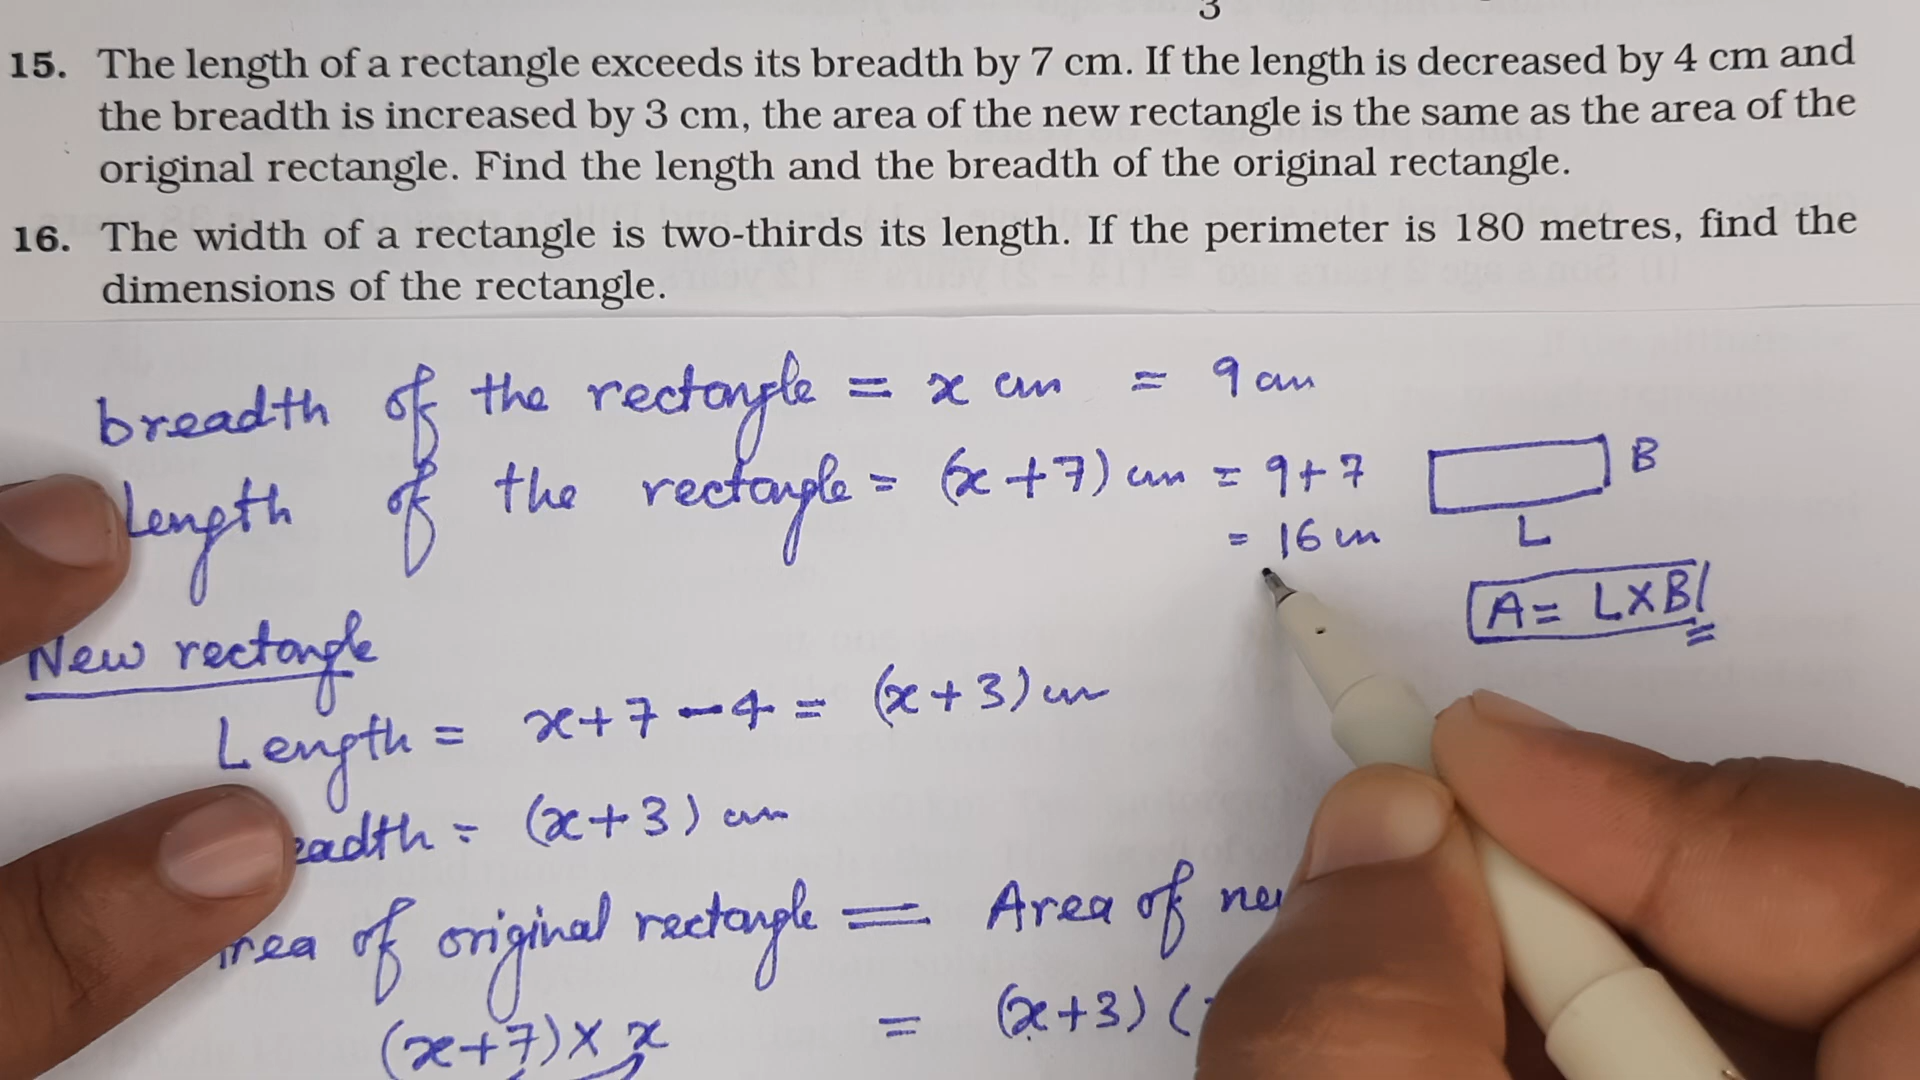 3
15. The length of a rectangle exceeds its breadth by 7 cm. If the length is decreased by 4 cm and
the breadth is increased by 3 cm, the area of the new rectangle is the same as the area of the
original rectangle. Find the length and the breadth of the original rectangle.
16. The width of a rectangle is two-thirds its length. If the perimeter is 180 metres, find the
dimensions of the rectangle.
breadth of the rectangle = x cm = 9 cm
Length of the rectangle = (x+7) cm = 9+7
= 16 cm
B
L
A = L×B
New rectangle
Length = x+7-4 = (x+3) cm
eadth = (x+3) cm
rea of original rectangle = Area of ne
(x+7)×x = (x+3)(